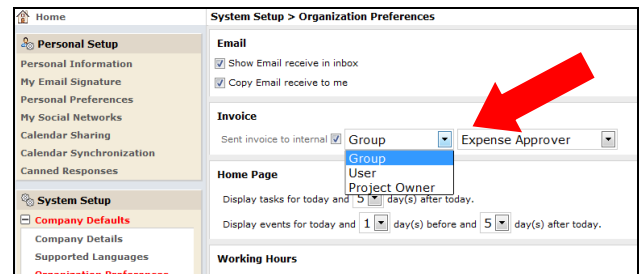 Home
System Setup > Organization Preferences
Personal Setup
Personal Information
My Email Signature
Personal Preferences
My Social Networks
Calendar Sharing
Calendar Synchronization
Canned Responses
System Setup
Company Defaults
Company Details
Supported Languages
Organization Preferences
Email
Show Email receive in inbox
Copy Email receive to me
Invoice
Sent invoice to internal Group Expense Approver
Group
User
Project Owner
Home Page
Display tasks for today and 5 day(s) after today.
Display events for today and 1 day(s) before and 5 day(s) after today.
Working Hours